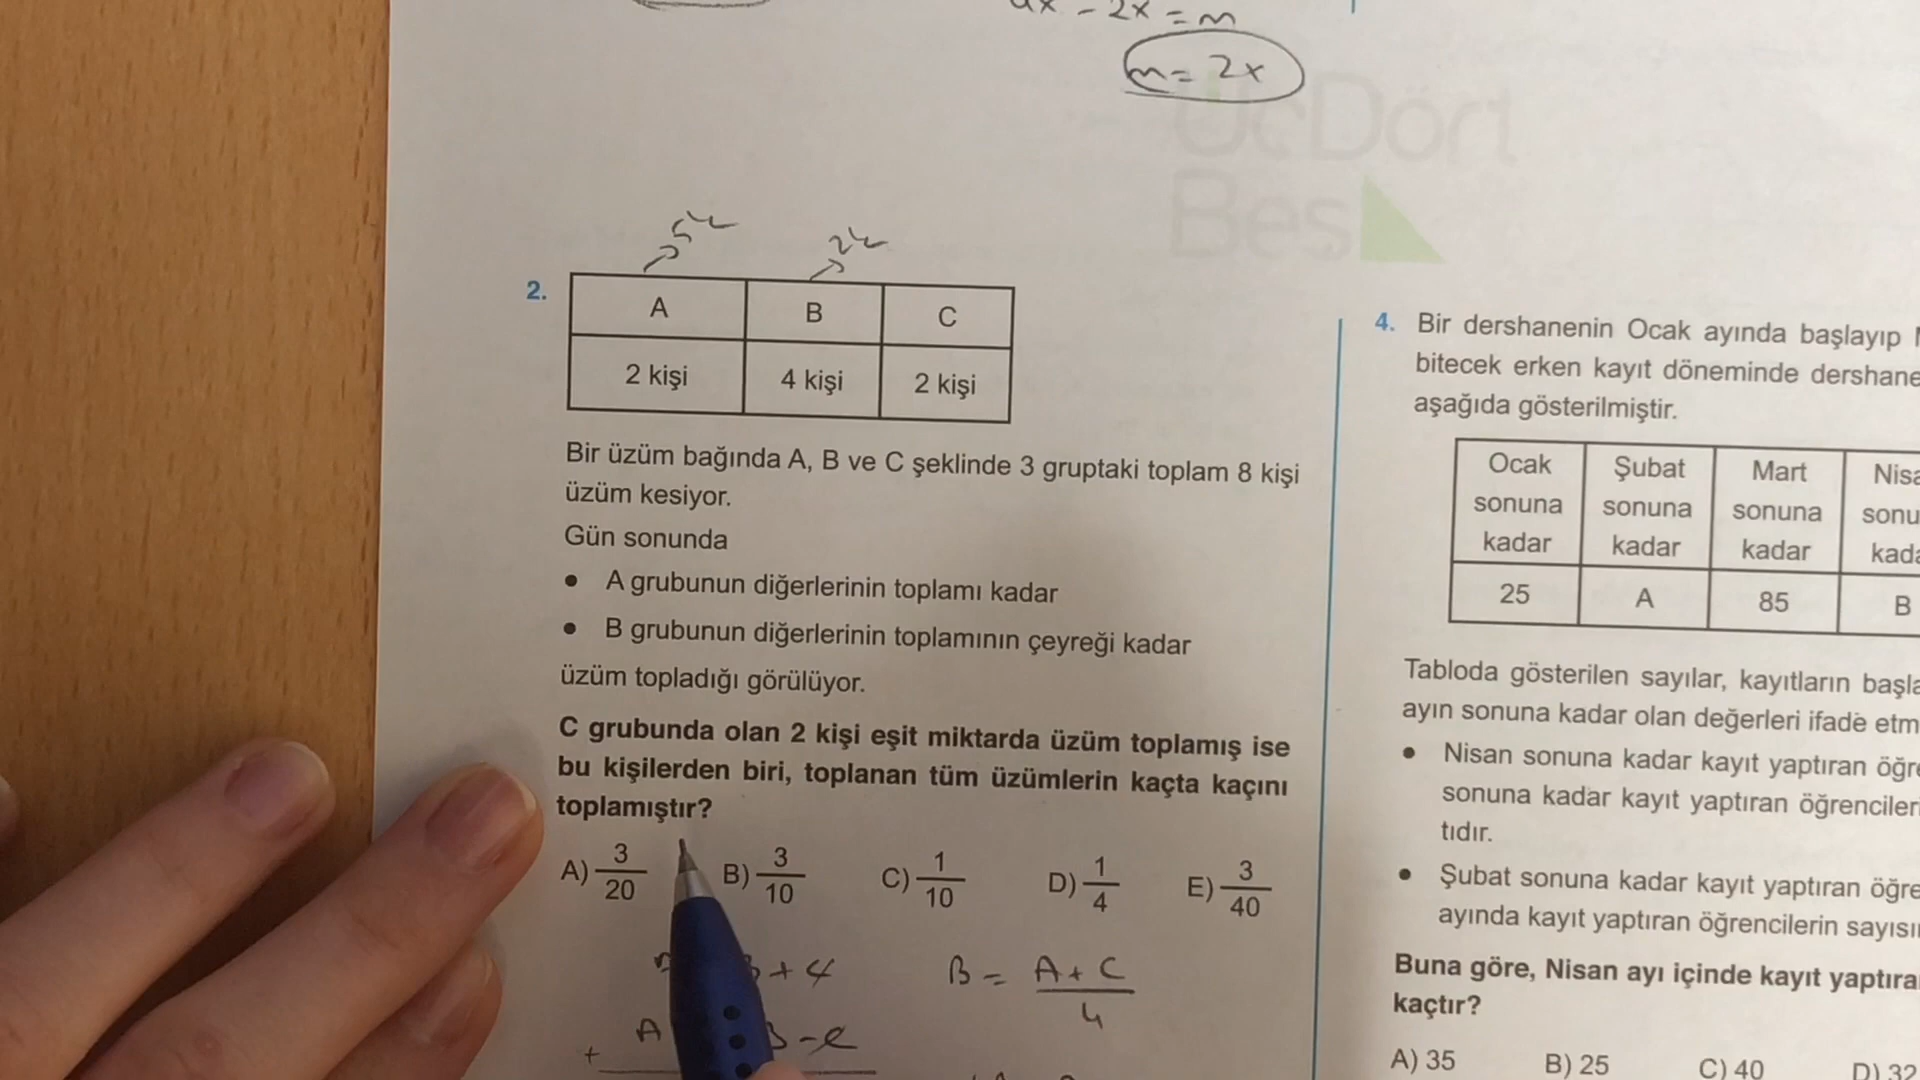 m = 2x
ÜçDört
Beş
5k
2k
2.
A B C
2 kişi 4 kişi 2 kişi
Bir üzüm bağında A, B ve C şeklinde 3 gruptaki toplam 8 kişi
üzüm kesiyor.
Gün sonunda
• A grubunun diğerlerinin toplamı kadar
• B grubunun diğerlerinin toplamının çeyreği kadar
üzüm topladığı görülüyor.
C grubunda olan 2 kişi eşit miktarda üzüm toplamış ise
bu kişilerden biri, toplanan tüm üzümlerin kaçta kaçını
toplamıştır?
A) 3/20 B) 3/10 C) 1/10 D) 1/4 E) 3/40
B = A + C / 4
4. Bir dershanenin Ocak ayında başlayıp
bitecek erken kayıt döneminde dershane
aşağıda gösterilmiştir.
Ocak Şubat Mart
sonuna sonuna sonuna
kadar kadar kadar
25 A 85 B
Tabloda gösterilen sayılar, kayıtların
ayın sonuna kadar olan değerleri ifade
• Nisan sonuna kadar kayıt yaptıran
sonuna kadar kayıt yaptıran
tıdır.
• Şubat sonuna kadar kayıt yaptıran
ayında kayıt yaptıran öğrencilerin
Buna göre, Nisan ayı içinde kayıt
kaçtır?
A) 35 B) 25 C) 40 D) 32